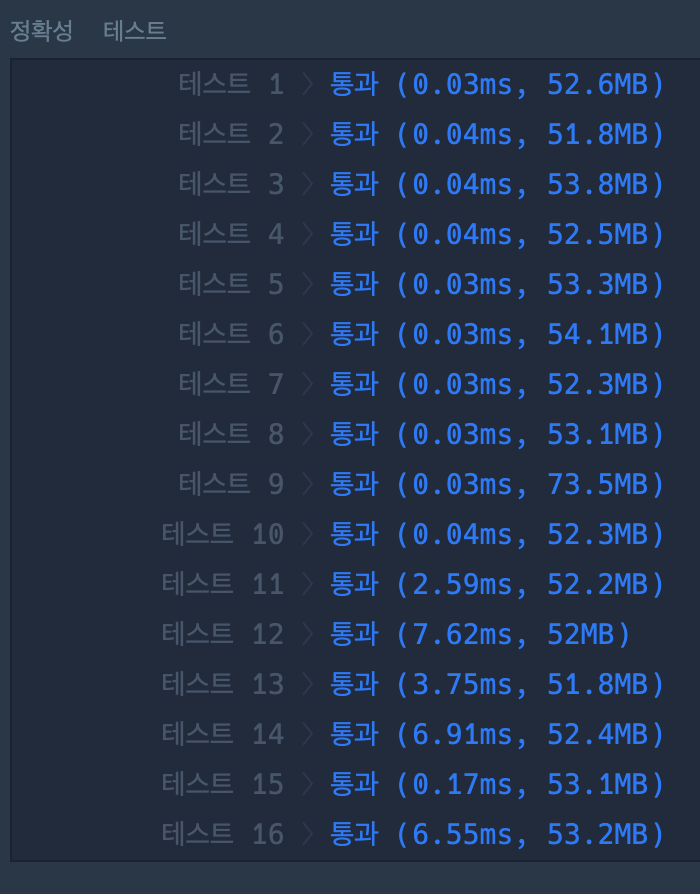 정확성 테스트
테스트 1 〉 통과 (0.03ms, 52.6MB)
테스트 2 〉 통과 (0.04ms, 51.8MB)
테스트 3 〉 통과 (0.04ms, 53.8MB)
테스트 4 〉 통과 (0.04ms, 52.5MB)
테스트 5 〉 통과 (0.03ms, 53.3MB)
테스트 6 〉 통과 (0.03ms, 54.1MB)
테스트 7 〉 통과 (0.03ms, 52.3MB)
테스트 8 〉 통과 (0.03ms, 53.1MB)
테스트 9 〉 통과 (0.03ms, 73.5MB)
테스트 10 〉 통과 (0.04ms, 52.3MB)
테스트 11 〉 통과 (2.59ms, 52.2MB)
테스트 12 〉 통과 (7.62ms, 52MB)
테스트 13 〉 통과 (3.75ms, 51.8MB)
테스트 14 〉 통과 (6.91ms, 52.4MB)
테스트 15 〉 통과 (0.17ms, 53.1MB)
테스트 16 〉 통과 (6.55ms, 53.2MB)